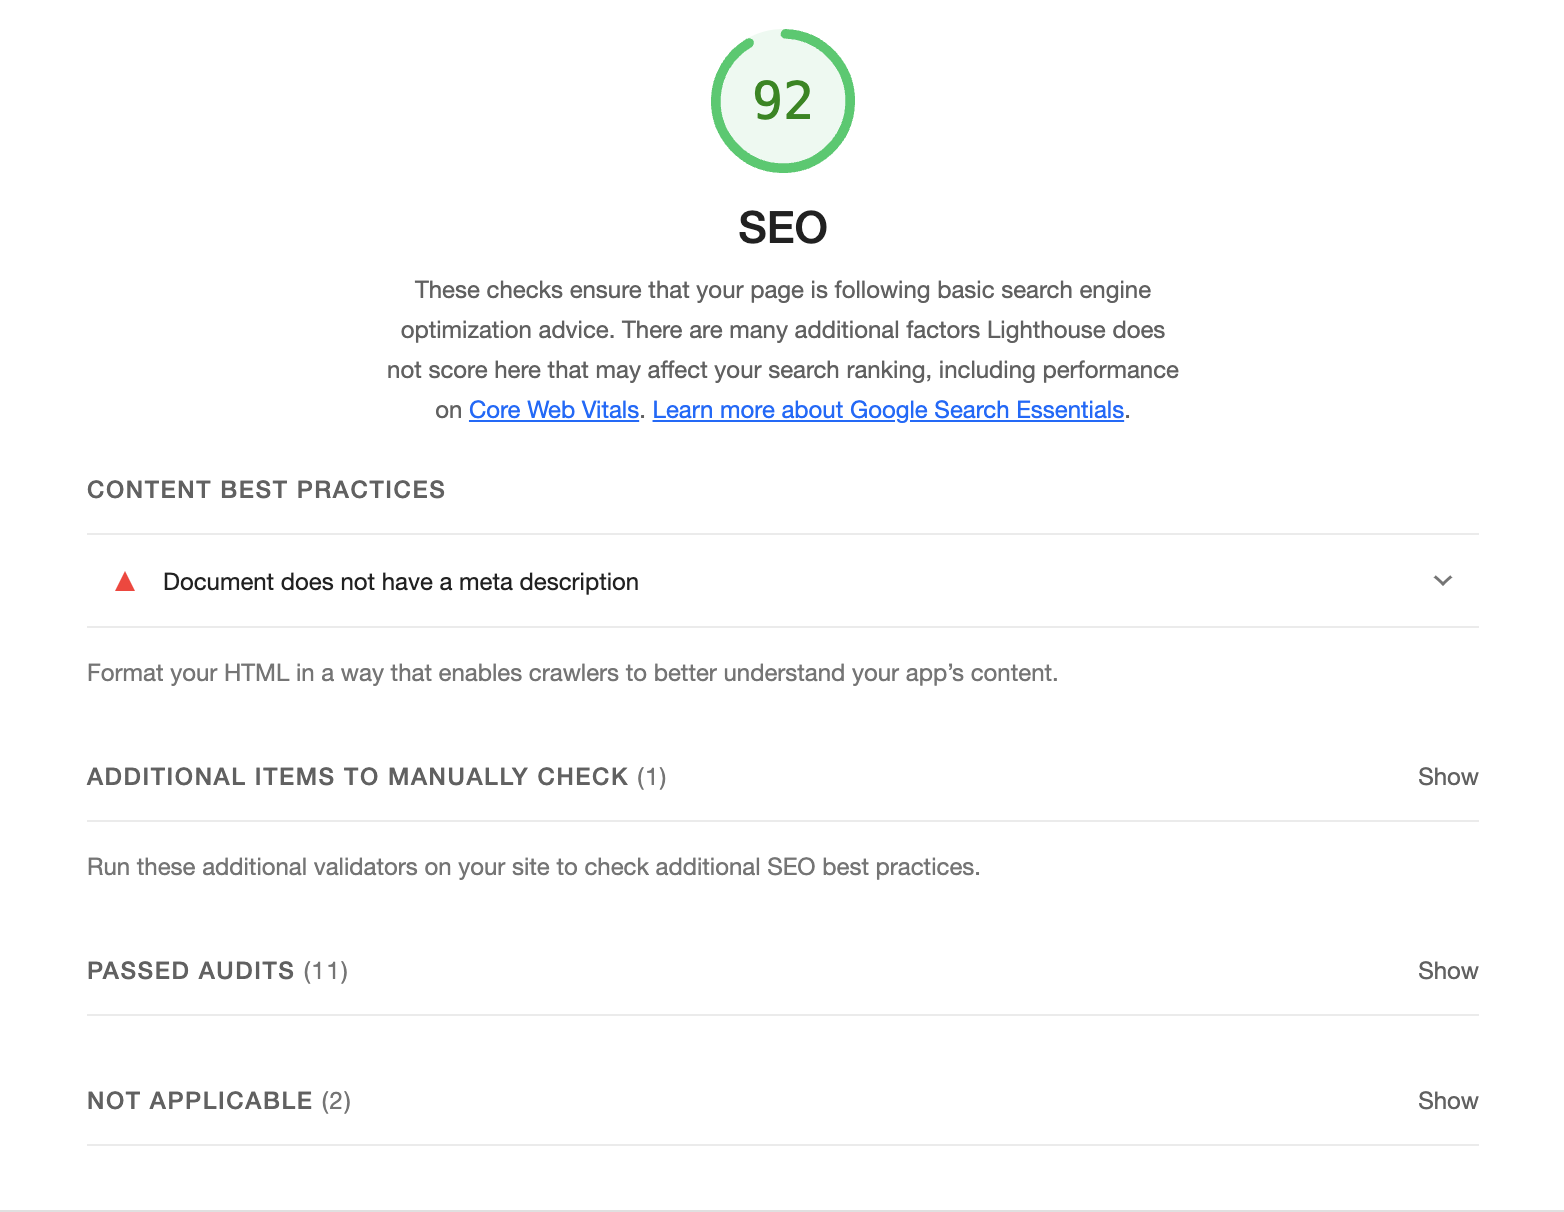 92
SEO
These checks ensure that your page is following basic search engine
optimization advice. There are many additional factors Lighthouse does
not score here that may affect your search ranking, including performance
on Core Web Vitals. Learn more about Google Search Essentials.
CONTENT BEST PRACTICES
Document does not have a meta description
Format your HTML in a way that enables crawlers to better understand your app’s content.
ADDITIONAL ITEMS TO MANUALLY CHECK (1) Show
Run these additional validators on your site to check additional SEO best practices.
PASSED AUDITS (11) Show
NOT APPLICABLE (2) Show